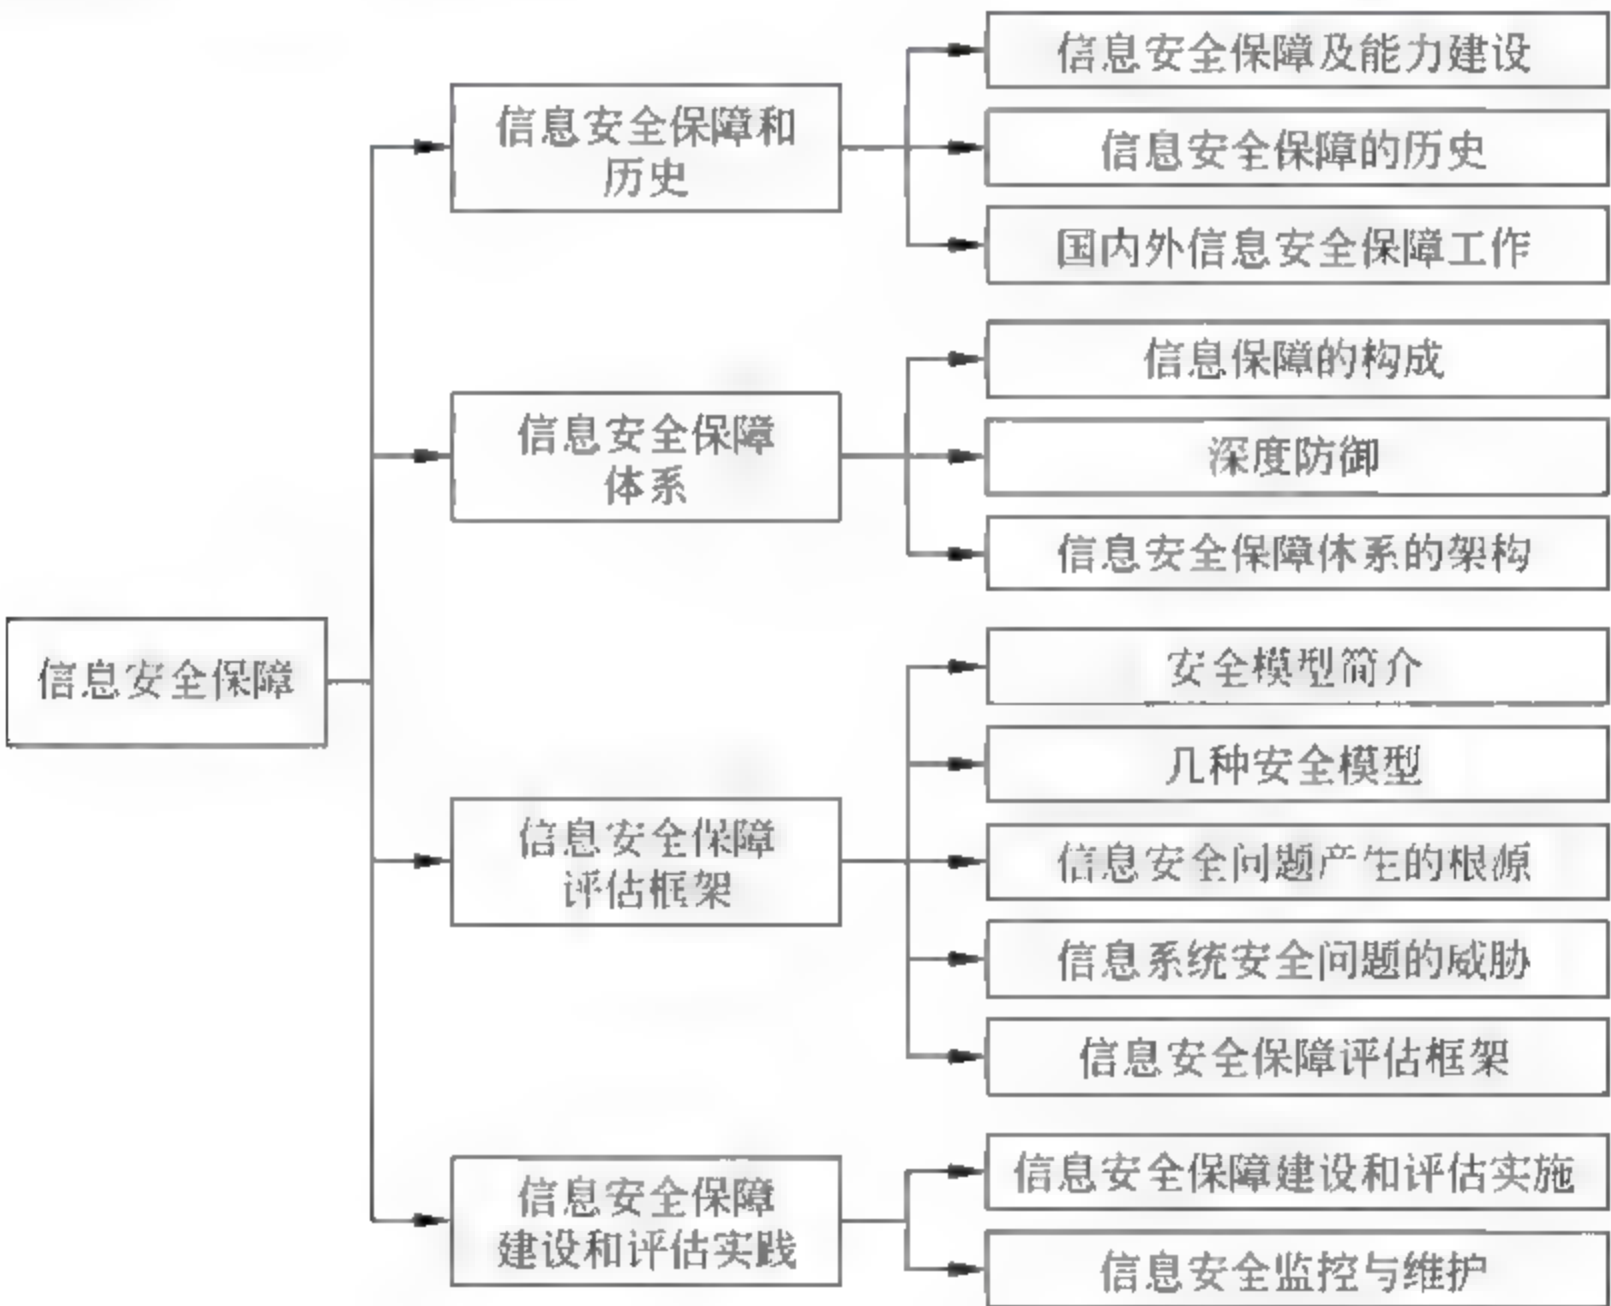 信息安全保障
信息安全保障和
历史
信息安全保障及能力建设
信息安全保障的历史
国内外信息安全保障工作
信息安全保障
体系
信息保障的构成
深度防御
信息安全保障体系的架构
信息安全保障
评估框架
安全模型简介
几种安全模型
信息安全问题产生的根源
信息系统安全问题的威胁
信息安全保障评估框架
信息安全保障
建设和评估实践
信息安全保障建设和评估实施
信息安全监控与维护